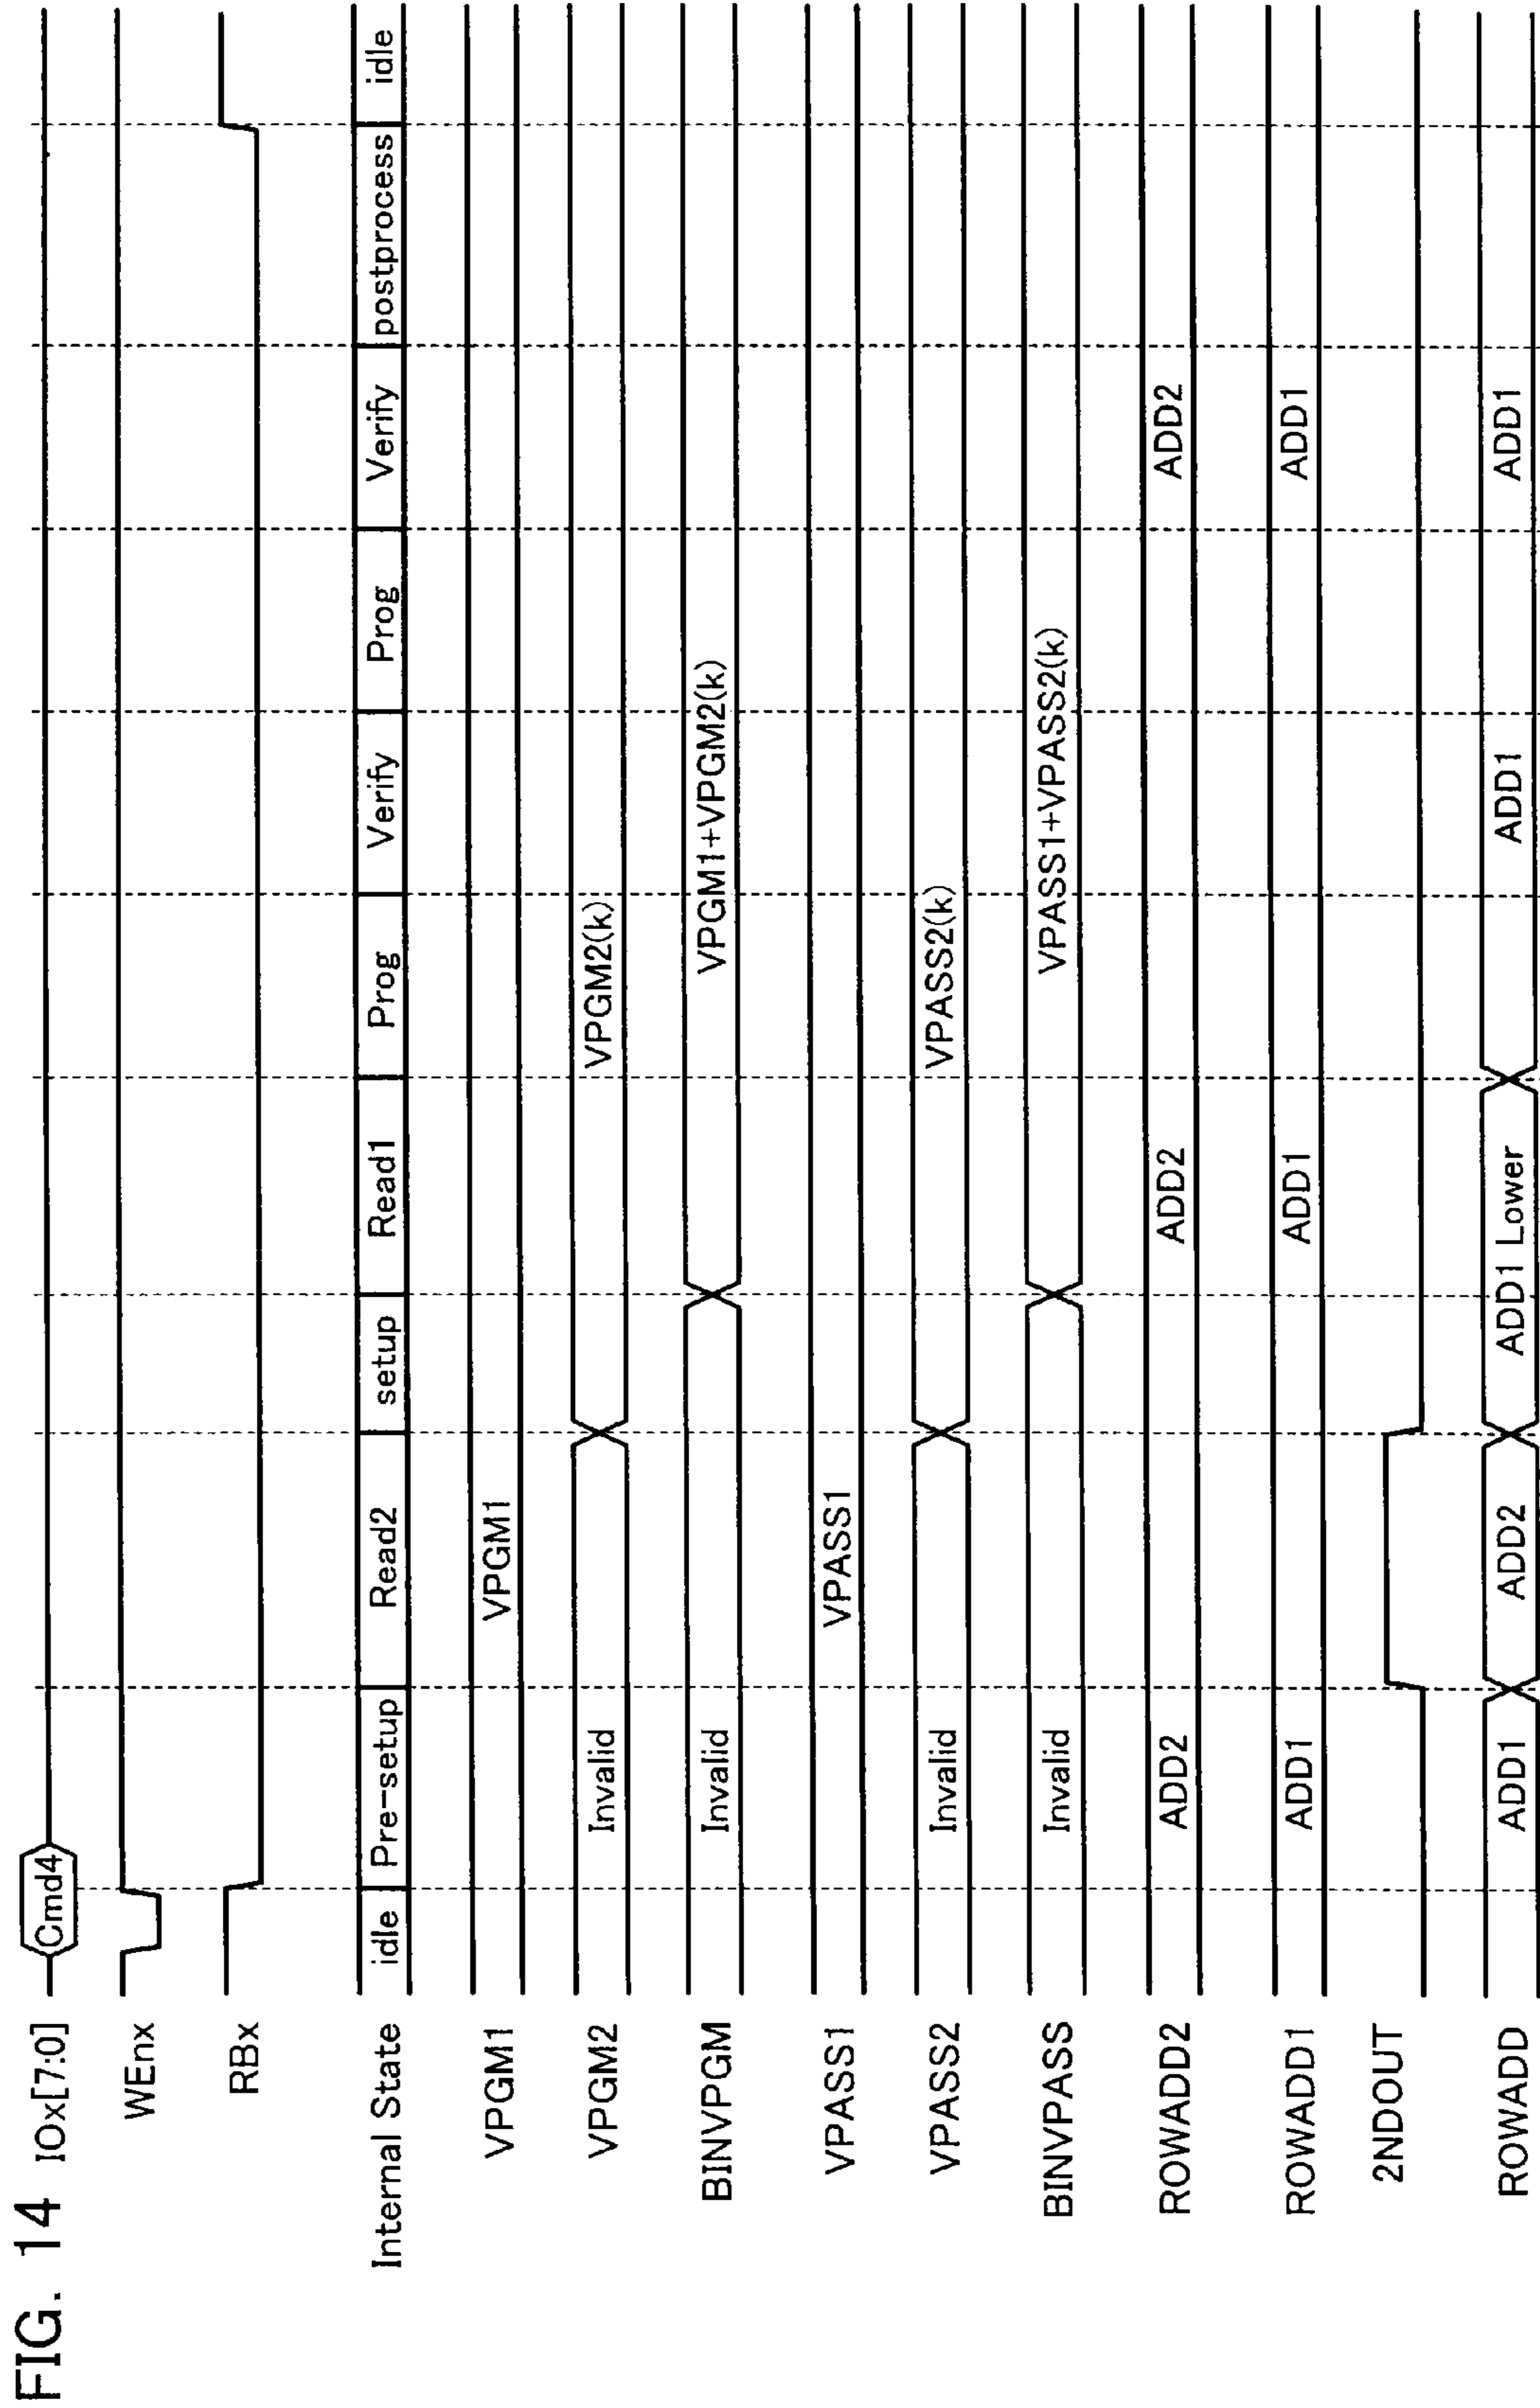 FIG. 14
IOx[7:0] Cmd4
WEnx
RBx
Internal State idle Pre-setup Read2 setup Read1 Prog Verify Prog Verify postprocess idle
VPGM1 VPGM1
VPGM2 Invalid VPGM2(k)
BINVPGM Invalid VPGM1+VPGM2(k)
VPASS1 VPASS1
VPASS2 Invalid VPASS2(k)
BINVPASS Invalid VPASS1+VPASS2(k)
ROWADD2 ADD2 ADD2 ADD2
ROWADD1 ADD1 ADD1 ADD1
2NDOUT
ROWADD ADD1 ADD2 ADD1 Lower ADD1 ADD1